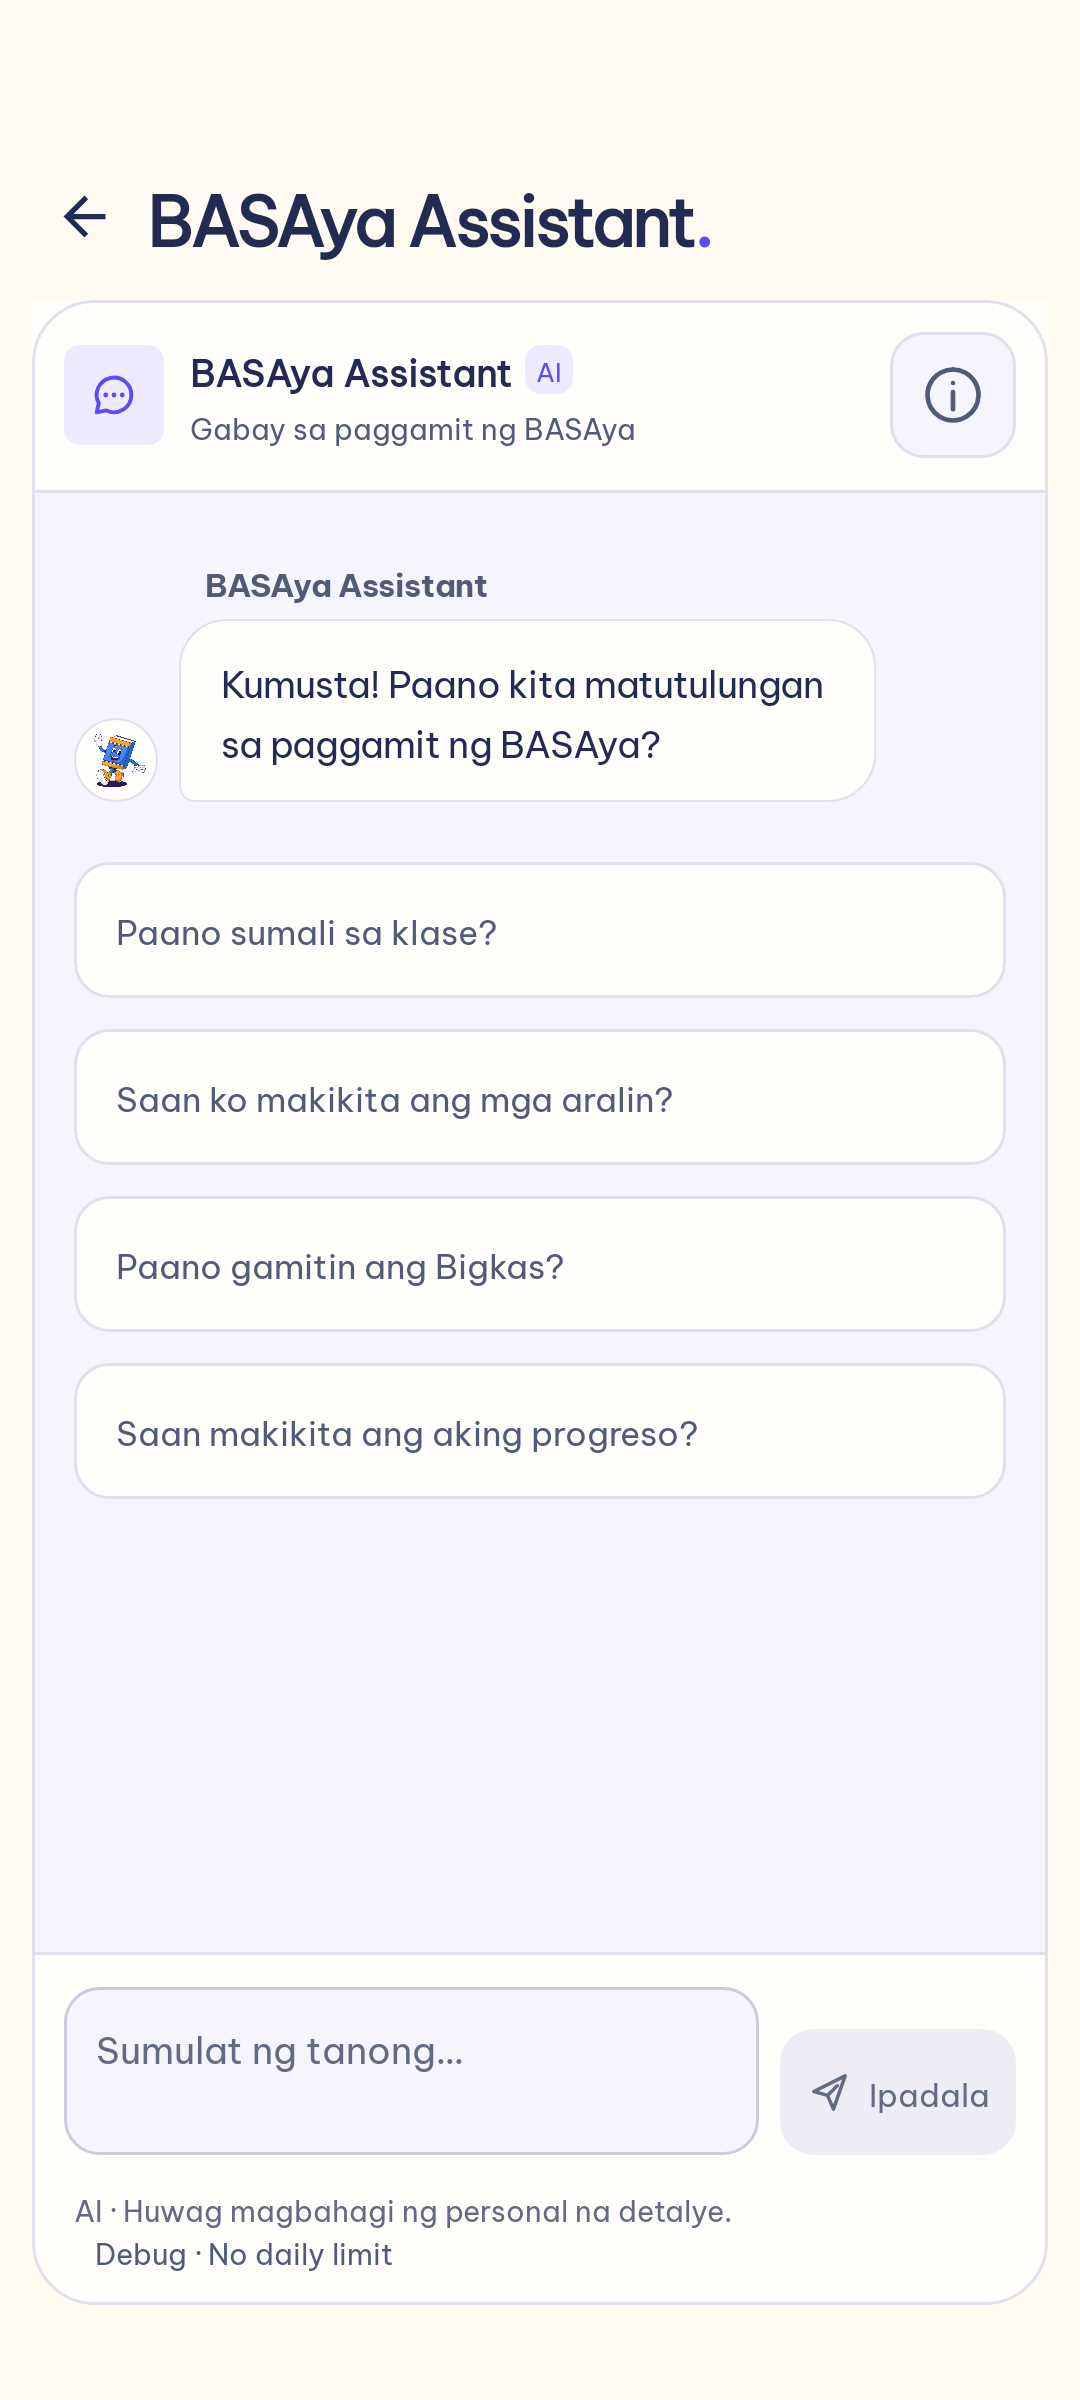 BASAya Assistant.
BASAya Assistant AI
Gabay sa paggamit ng BASAya
BASAya Assistant
Kumusta! Paano kita matutulungan
sa paggamit ng BASAya?
Paano sumali sa klase?
Saan ko makikita ang mga aralin?
Paano gamitin ang Bigkas?
Saan makikita ang aking progreso?
Sumulat ng tanong...
Ipadala
AI · Huwag magbahagi ng personal na detalye.
Debug · No daily limit